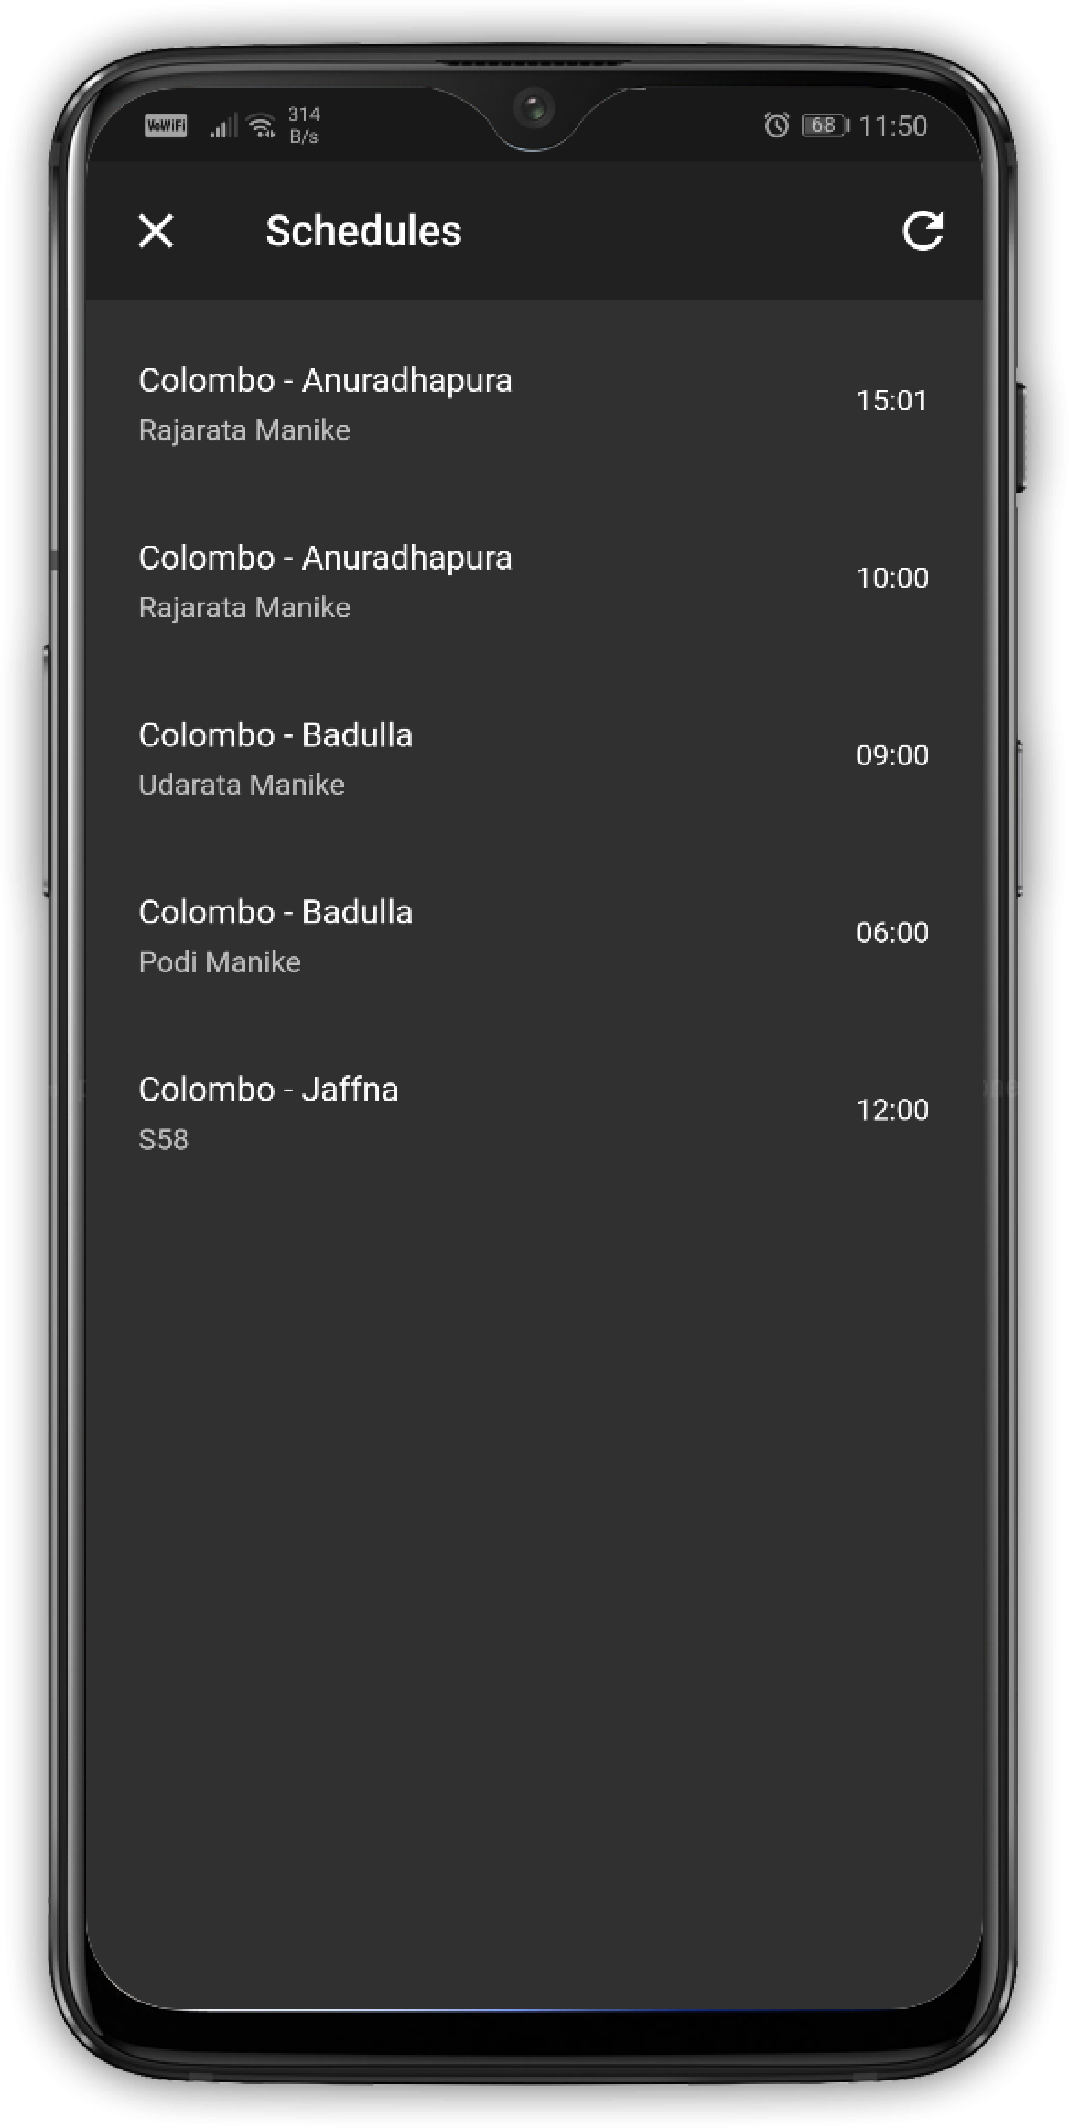 VoWiFi 314 B/s 68 11:50
Schedules
Colombo - Anuradhapura
Rajarata Manike
15:01
Colombo - Anuradhapura
Rajarata Manike
10:00
Colombo - Badulla
Udarata Manike
09:00
Colombo - Badulla
Podi Manike
06:00
Colombo - Jaffna
S58
12:00